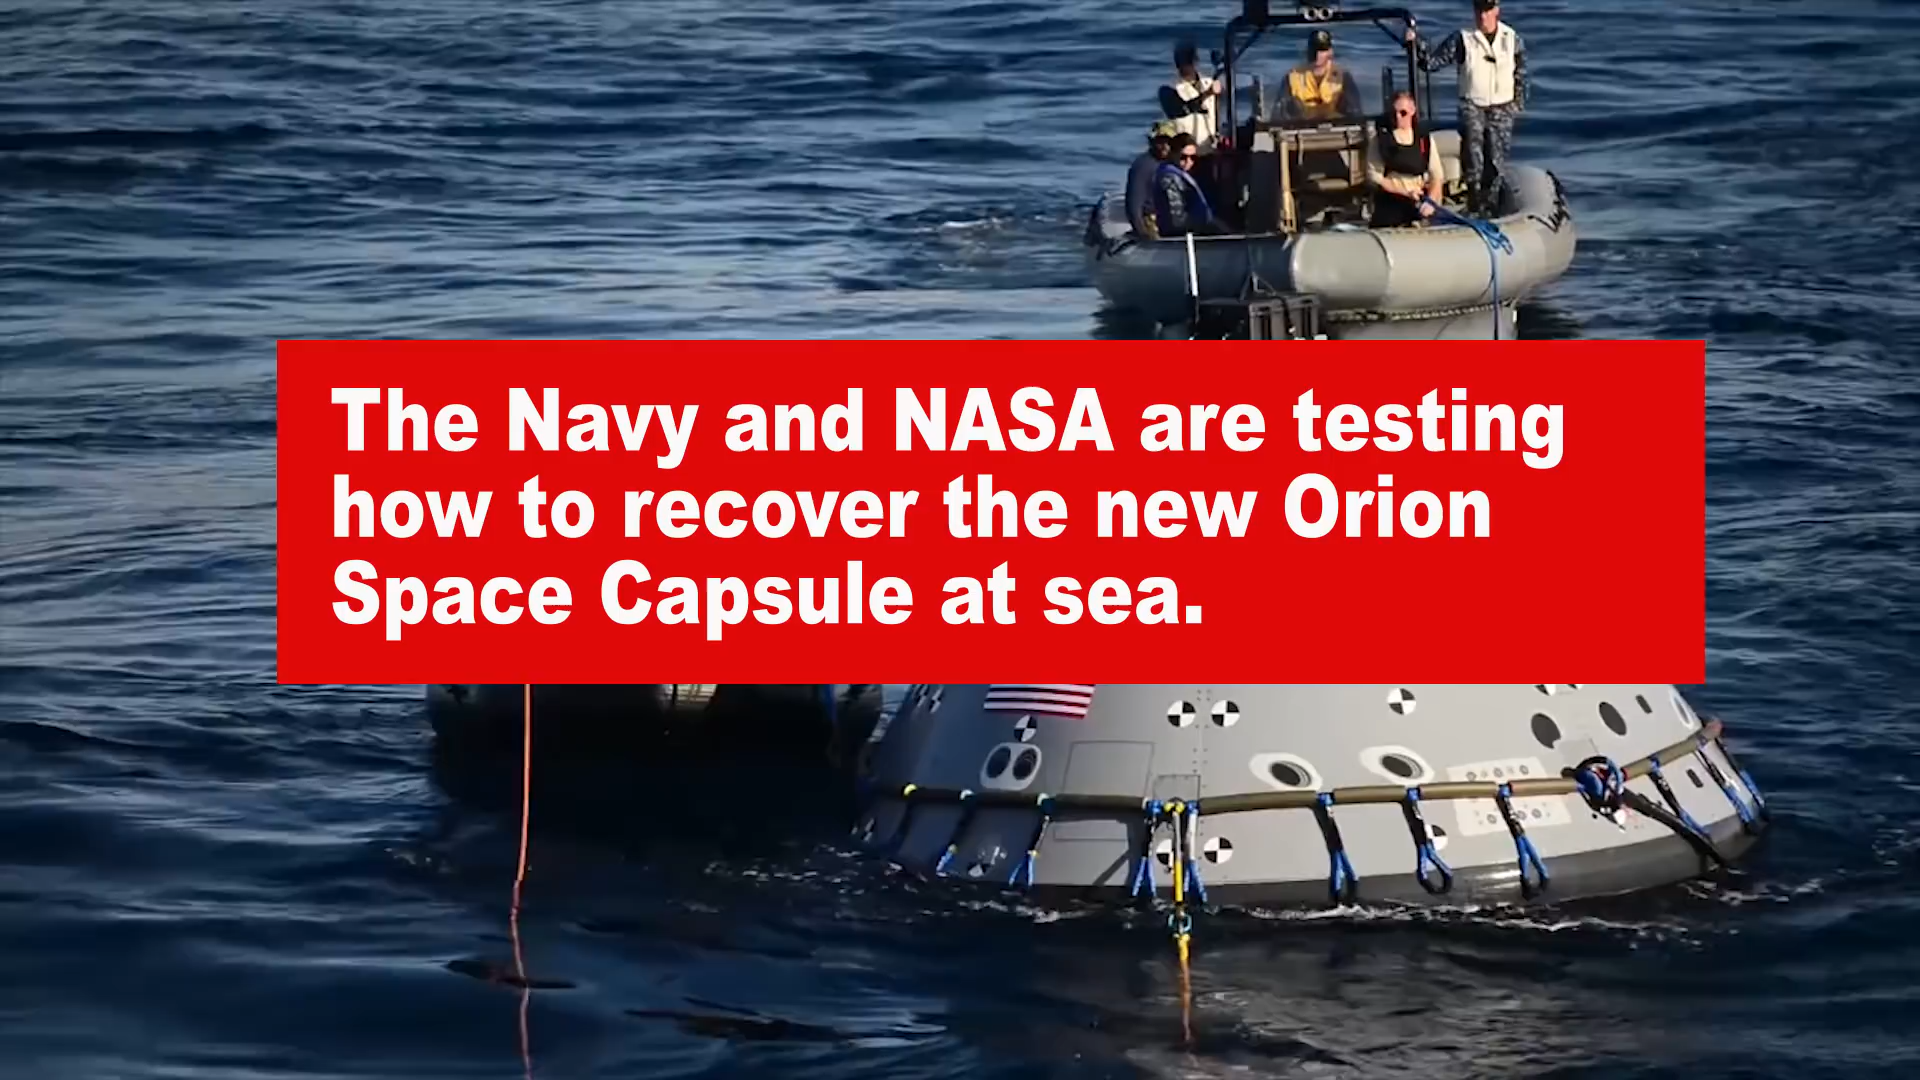 The Navy and NASA are testing
how to recover the new Orion
Space Capsule at sea.